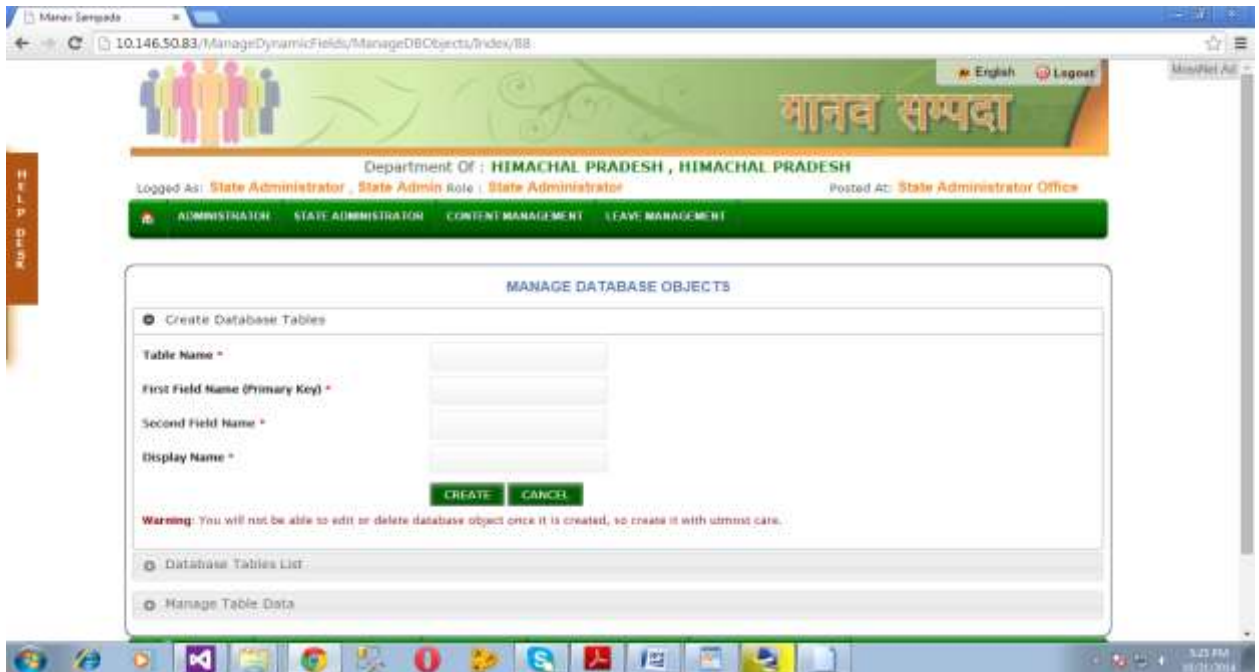 Manav Sampada
10.146.50.83/ManageDynamicFields/ManageDBObjects/Index/88
English Logout
मानव सम्पदा
Department Of : HIMACHAL PRADESH , HIMACHAL PRADESH
Logged As: State Administrator , State Admin Role : State Administrator Posted At: State Administrator Office
ADMINISTRATOR STATE ADMINISTRATOR CONTENT MANAGEMENT LEAVE MANAGEMENT
HELP DESK
MANAGE DATABASE OBJECTS
Create Database Tables
Table Name *
First Field Name (Primary Key) *
Second Field Name *
Display Name *
CREATE CANCEL
Warning: You will not be able to edit or delete database object once it is created, so create it with utmost care.
Database Tables List
Manage Table Data
5:25 PM